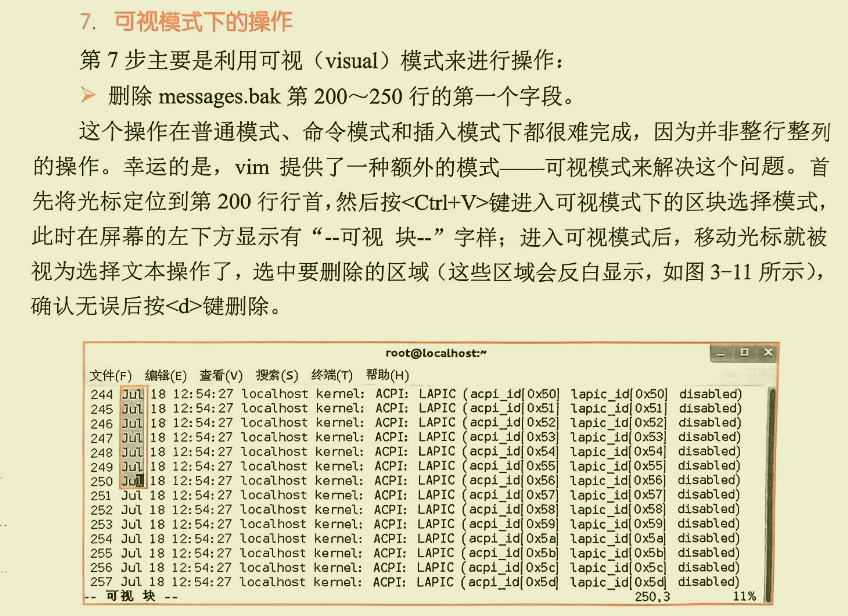 7. 可视模式下的操作
第 7 步主要是利用可视（visual）模式来进行操作：
➢ 删除 messages.bak 第 200～250 行的第一个字段。
这个操作在普通模式、命令模式和插入模式下都很难完成，因为并非整行整列
的操作。幸运的是，vim 提供了一种额外的模式——可视模式来解决这个问题。首
先将光标定位到第 200 行行首，然后按<Ctrl+V>键进入可视模式下的区块选择模式，
此时在屏幕的左下方显示有“--可视 块--”字样；进入可视模式后，移动光标就被
视为选择文本操作了，选中要删除的区域（这些区域会反白显示，如图 3-11 所示），
确认无误后按<d>键删除。
root@localhost:~
文件(F) 编辑(E) 查看(V) 搜索(S) 终端(T) 帮助(H)
244 Jul 18 12:54:27 localhost kernel: ACPI: LAPIC (acpi_id[0x50] lapic_id[0x50] disabled)
245 Jul 18 12:54:27 localhost kernel: ACPI: LAPIC (acpi_id[0x51] lapic_id[0x51] disabled)
246 Jul 18 12:54:27 localhost kernel: ACPI: LAPIC (acpi_id[0x52] lapic_id[0x52] disabled)
247 Jul 18 12:54:27 localhost kernel: ACPI: LAPIC (acpi_id[0x53] lapic_id[0x53] disabled)
248 Jul 18 12:54:27 localhost kernel: ACPI: LAPIC (acpi_id[0x54] lapic_id[0x54] disabled)
249 Jul 18 12:54:27 localhost kernel: ACPI: LAPIC (acpi_id[0x55] lapic_id[0x55] disabled)
250 Jul 18 12:54:27 localhost kernel: ACPI: LAPIC (acpi_id[0x56] lapic_id[0x56] disabled)
251 Jul 18 12:54:27 localhost kernel: ACPI: LAPIC (acpi_id[0x57] lapic_id[0x57] disabled)
252 Jul 18 12:54:27 localhost kernel: ACPI: LAPIC (acpi_id[0x58] lapic_id[0x58] disabled)
253 Jul 18 12:54:27 localhost kernel: ACPI: LAPIC (acpi_id[0x59] lapic_id[0x59] disabled)
254 Jul 18 12:54:27 localhost kernel: ACPI: LAPIC (acpi_id[0x5a] lapic_id[0x5a] disabled)
255 Jul 18 12:54:27 localhost kernel: ACPI: LAPIC (acpi_id[0x5b] lapic_id[0x5b] disabled)
256 Jul 18 12:54:27 localhost kernel: ACPI: LAPIC (acpi_id[0x5c] lapic_id[0x5c] disabled)
257 Jul 18 12:54:27 localhost kernel: ACPI: LAPIC (acpi_id[0x5d] lapic_id[0x5d] disabled)
-- 可视 块 -- 250,3 11%